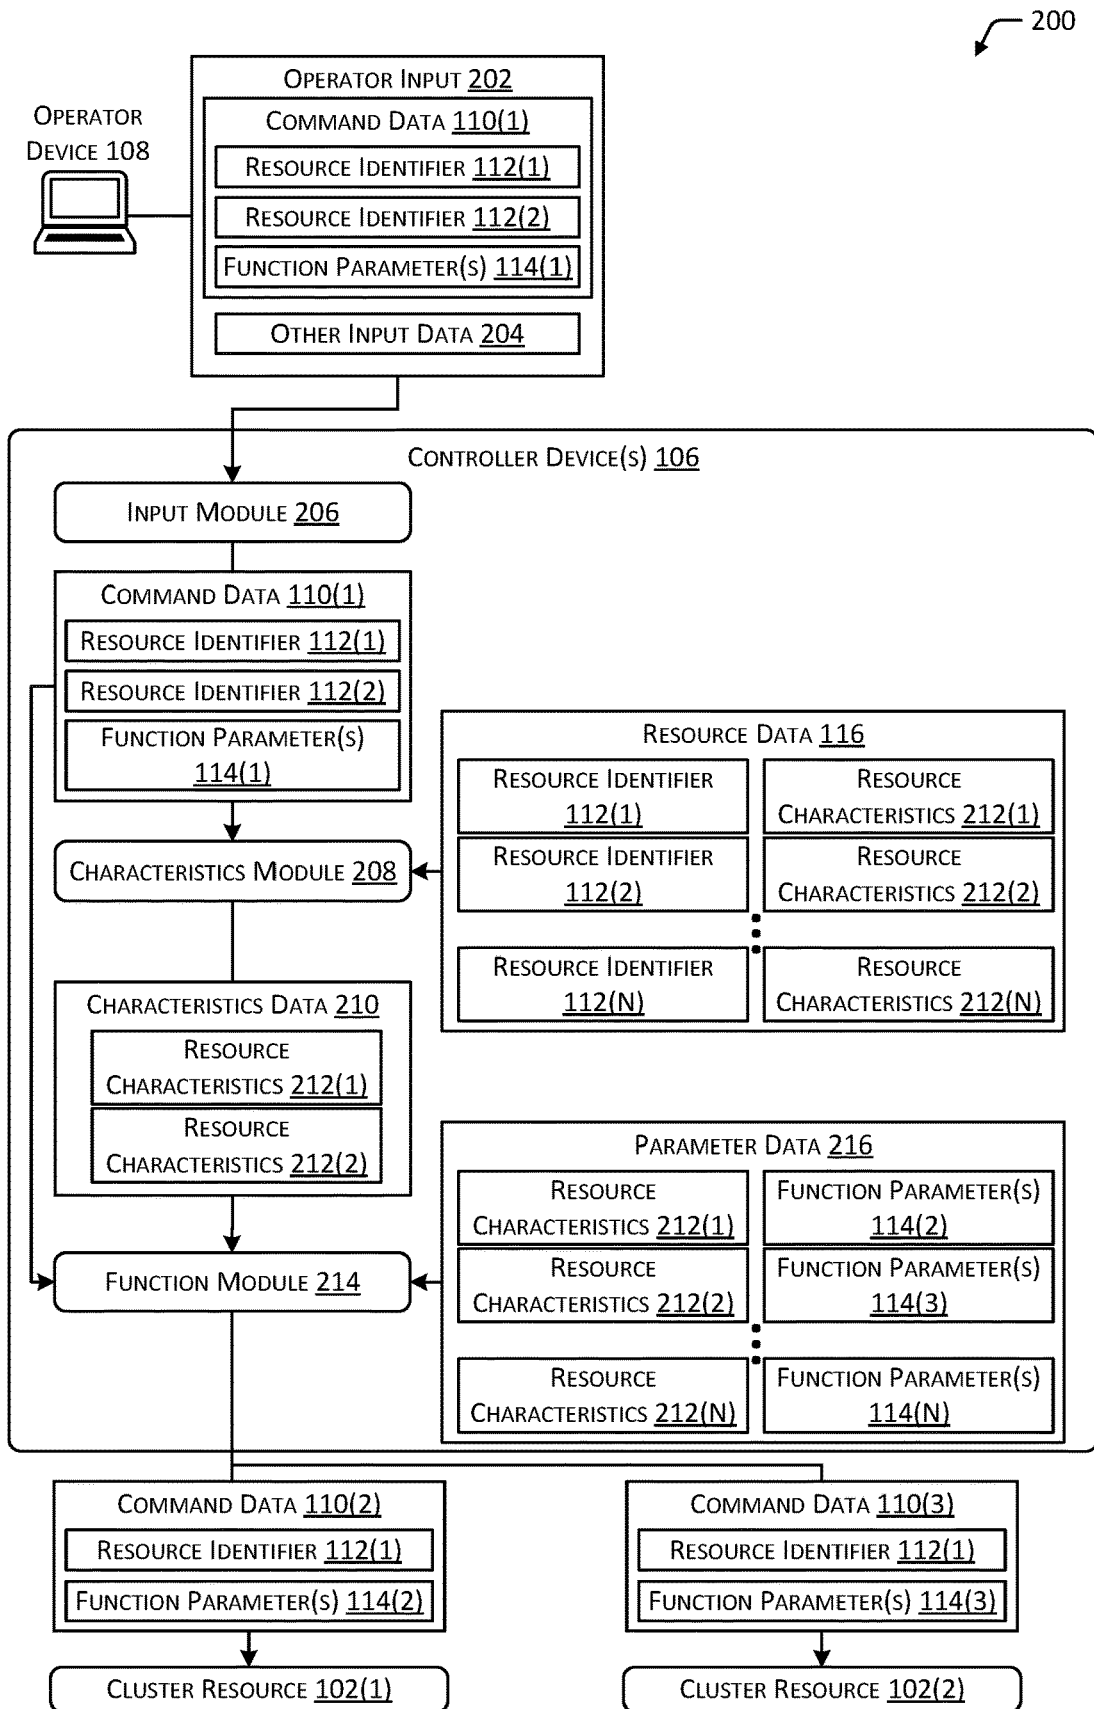 200
OPERATOR INPUT 202
COMMAND DATA 110(1)
RESOURCE IDENTIFIER 112(1)
RESOURCE IDENTIFIER 112(2)
FUNCTION PARAMETER(S) 114(1)
OTHER INPUT DATA 204
OPERATOR
DEVICE 108
CONTROLLER DEVICE(S) 106
INPUT MODULE 206
COMMAND DATA 110(1)
RESOURCE IDENTIFIER 112(1)
RESOURCE IDENTIFIER 112(2)
FUNCTION PARAMETER(S)
114(1)
CHARACTERISTICS MODULE 208
RESOURCE DATA 116
RESOURCE IDENTIFIER
112(1)
RESOURCE
CHARACTERISTICS 212(1)
RESOURCE IDENTIFIER
112(2)
RESOURCE
CHARACTERISTICS 212(2)
RESOURCE IDENTIFIER
112(N)
RESOURCE
CHARACTERISTICS 212(N)
CHARACTERISTICS DATA 210
RESOURCE
CHARACTERISTICS 212(1)
RESOURCE
CHARACTERISTICS 212(2)
FUNCTION MODULE 214
PARAMETER DATA 216
RESOURCE
CHARACTERISTICS 212(1)
FUNCTION PARAMETER(S)
114(2)
RESOURCE
CHARACTERISTICS 212(2)
FUNCTION PARAMETER(S)
114(3)
RESOURCE
CHARACTERISTICS 212(N)
FUNCTION PARAMETER(S)
114(N)
COMMAND DATA 110(2)
RESOURCE IDENTIFIER 112(1)
FUNCTION PARAMETER(S) 114(2)
CLUSTER RESOURCE 102(1)
COMMAND DATA 110(3)
RESOURCE IDENTIFIER 112(1)
FUNCTION PARAMETER(S) 114(3)
CLUSTER RESOURCE 102(2)